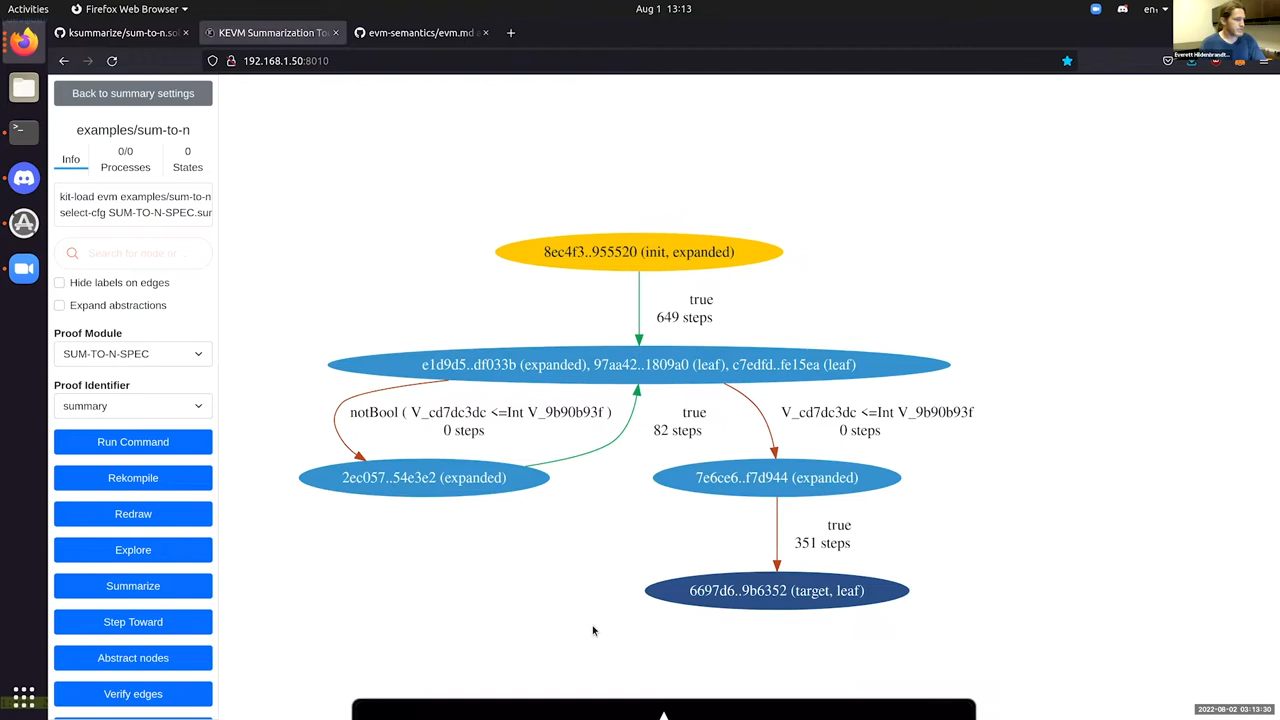 Activities
Firefox Web Browser
Aug 1 13:13
en₁
ksummarize/sum-to-n.sol
KEVM Summarization Too
evm-semantics/evm.md a
192.168.1.50:8010
Everett Hildenbrandt...
Back to summary settings
examples/sum-to-n
Info
0/0
Processes
0
States
kit-load evm examples/sum-to-n
select-cfg SUM-TO-N-SPEC.sum
Search for node or
Hide labels on edges
Expand abstractions
Proof Module
SUM-TO-N-SPEC
Proof Identifier
summary
Run Command
Rekompile
Redraw
Explore
Summarize
Step Toward
Abstract nodes
Verify edges
8ec4f3..955520 (init, expanded)
true
649 steps
e1d9d5..df033b (expanded), 97aa42..1809a0 (leaf), c7edfd..fe15ea (leaf)
notBool ( V_cd7dc3dc <=Int V_9b90b93f )
0 steps
true
82 steps
V_cd7dc3dc <=Int V_9b90b93f
0 steps
2ec057..54e3e2 (expanded)
7e6ce6..f7d944 (expanded)
true
351 steps
6697d6..9b6352 (target, leaf)
2022-08-02 03:13:30